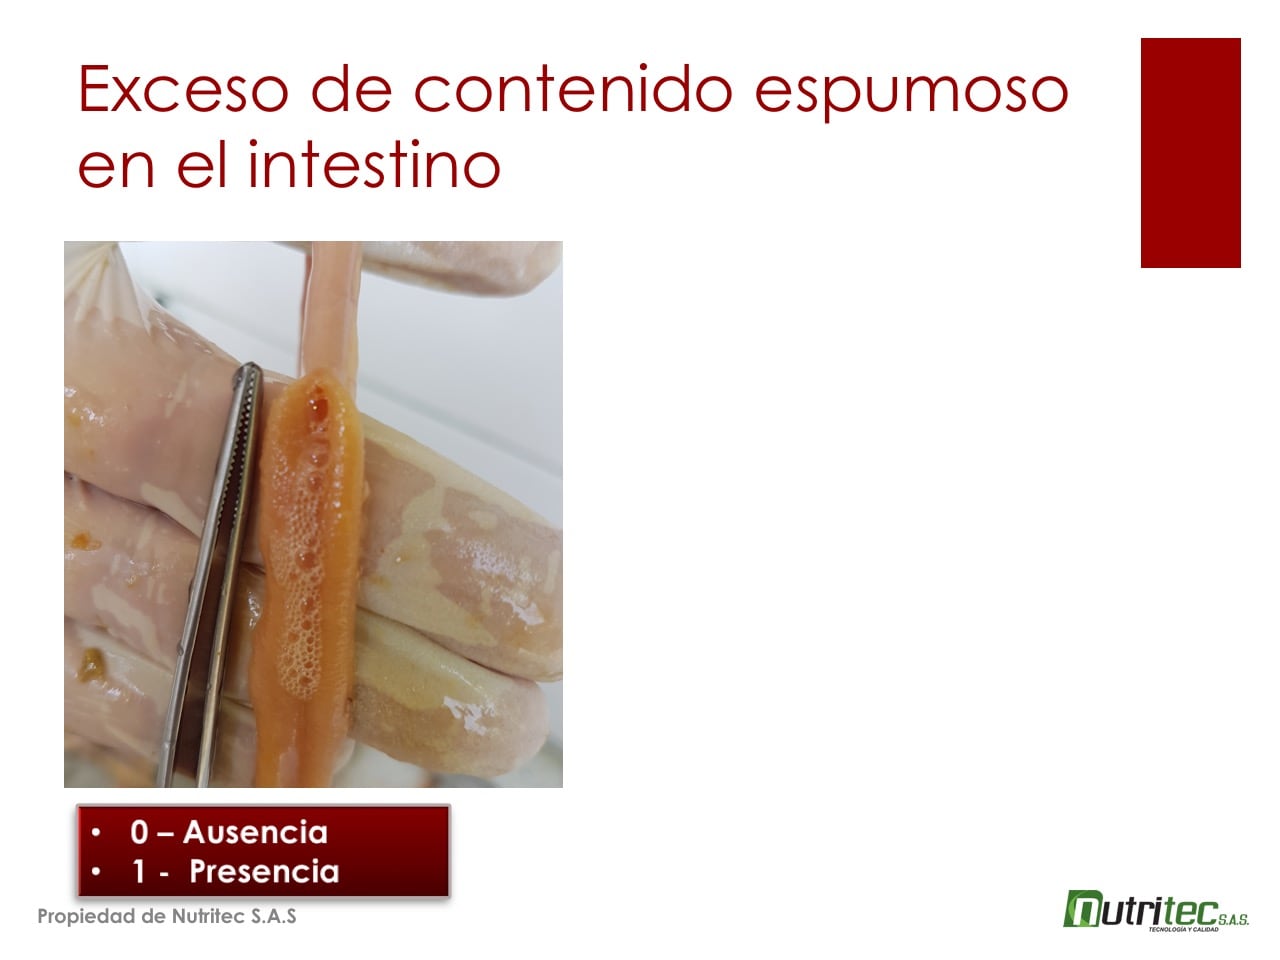 Exceso de contenido espumoso
en el intestino
• 0 – Ausencia
• 1 - Presencia
Propiedad de Nutritec S.A.S
nutritec S.A.S.
TECNOLOGÍA Y CALIDAD